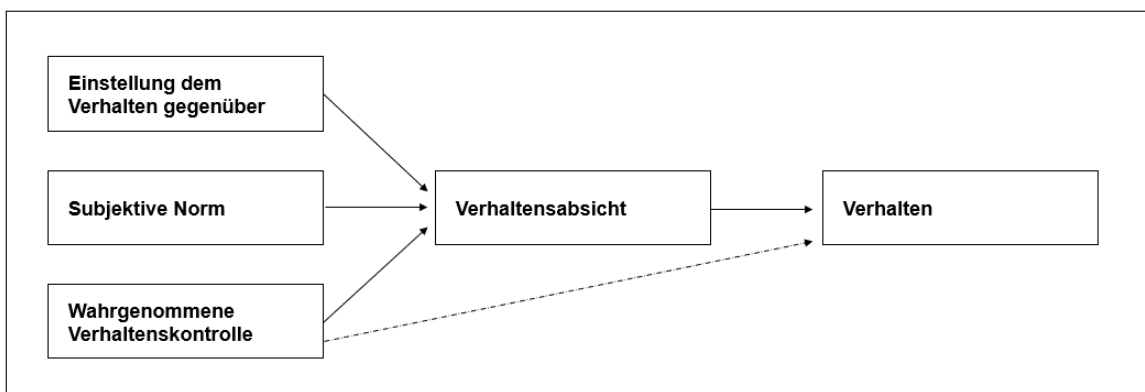 Einstellung dem
Verhalten gegenüber
Subjektive Norm
Verhaltensabsicht
Verhalten
Wahrgenommene
Verhaltenskontrolle